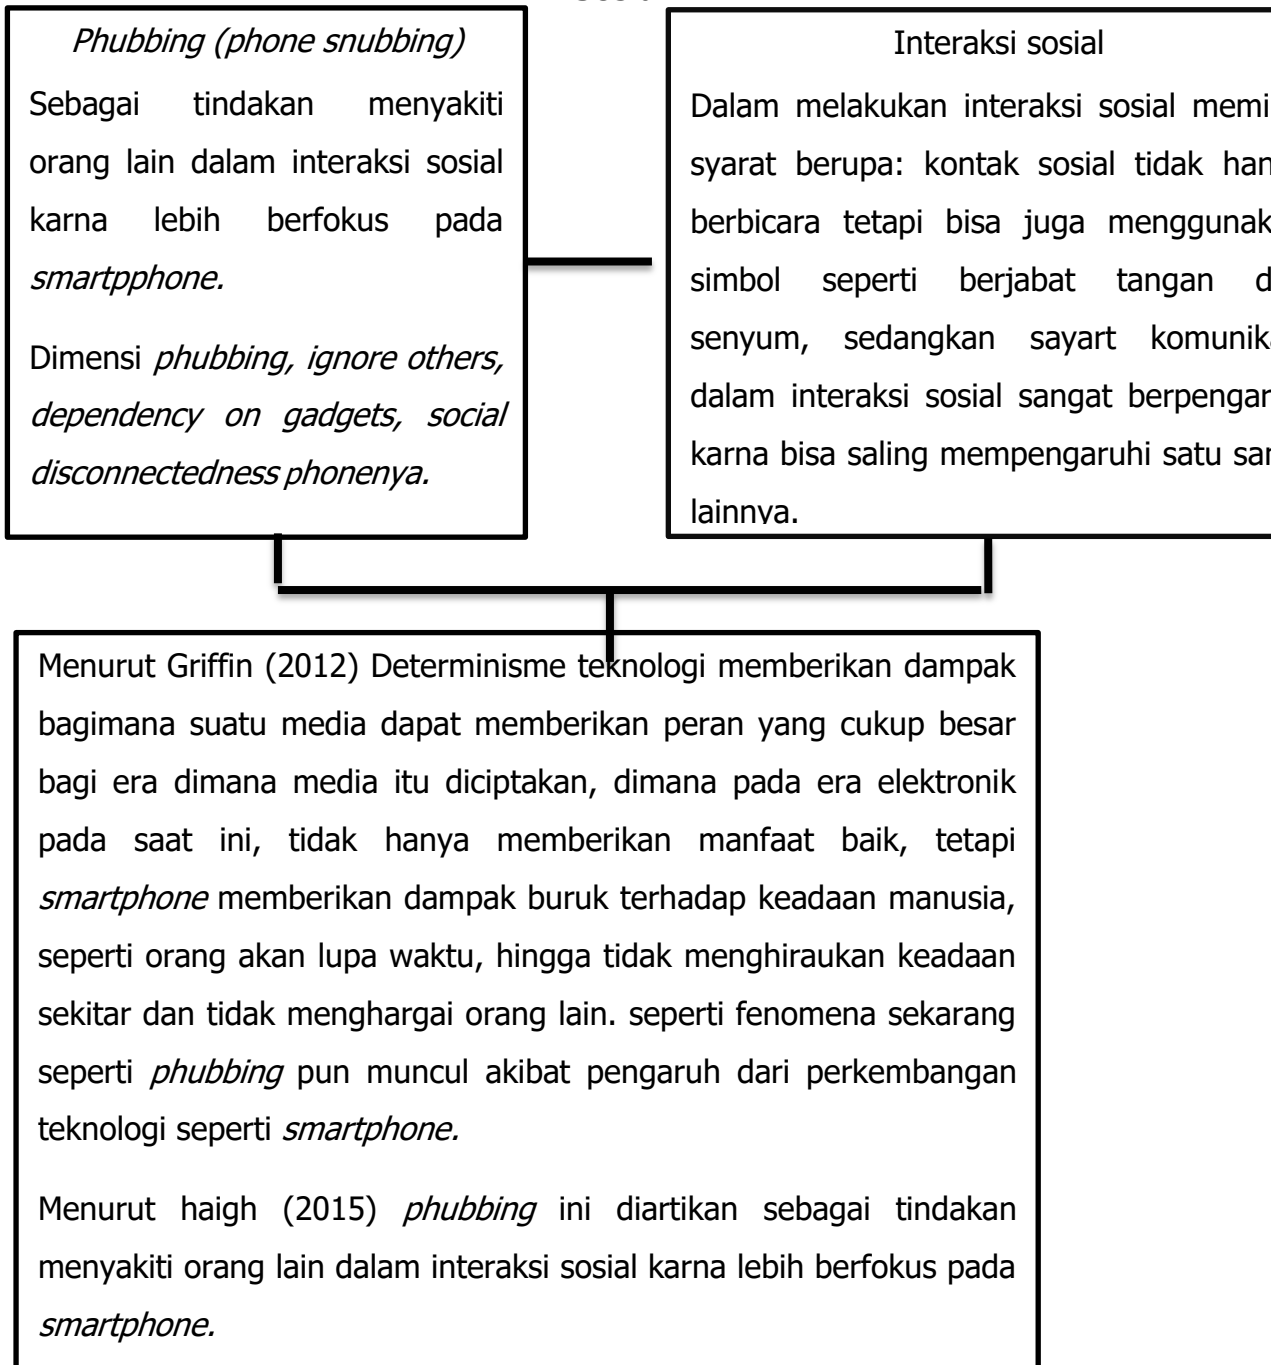 Phubbing (phone snubbing)
Sebagai tindakan menyakiti
orang lain dalam interaksi sosial
karna lebih berfokus pada
smartpphone.
Dimensi phubbing, ignore others,
dependency on gadgets, social
disconnectedness phonenya.
Interaksi sosial
Dalam melakukan interaksi sosial
syarat berupa: kontak sosial tidak
berbicara tetapi bisa juga
simbol seperti berjabat tangan
senyum, sedangkan sayart
dalam interaksi sosial sangat
karna bisa saling mempengaruhi satu
lainnya.
Menurut Griffin (2012) Determinisme teknologi memberikan dampak
bagimana suatu media dapat memberikan peran yang cukup besar
bagi era dimana media itu diciptakan, dimana pada era elektronik
pada saat ini, tidak hanya memberikan manfaat baik, tetapi
smartphone memberikan dampak buruk terhadap keadaan manusia,
seperti orang akan lupa waktu, hingga tidak menghiraukan keadaan
sekitar dan tidak menghargai orang lain. seperti fenomena sekarang
seperti phubbing pun muncul akibat pengaruh dari perkembangan
teknologi seperti smartphone.
Menurut haigh (2015) phubbing ini diartikan sebagai tindakan
menyakiti orang lain dalam interaksi sosial karna lebih berfokus pada
smartphone.